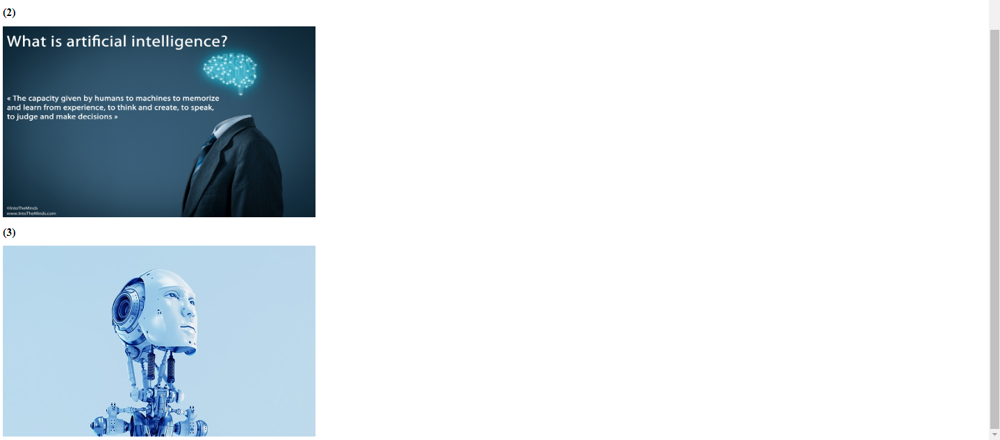 (2)
What is artificial intelligence?
« The capacity given by humans to machines to memorize
and learn from experience, to think and create, to speak,
to judge and make decisions »
©IntoTheMinds
www.IntoTheMinds.com
(3)